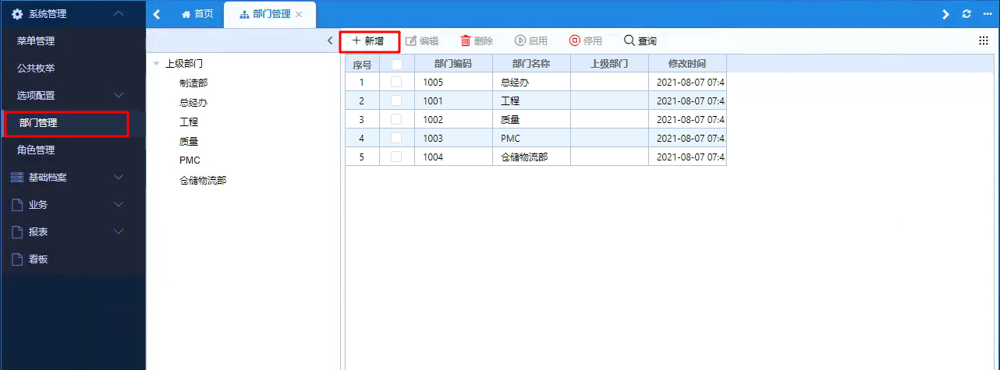 系统管理
首页
部门管理
菜单管理
公共枚举
选项配置
部门管理
角色管理
基础档案
业务
报表
看板
上级部门
制造部
总经办
工程
质量
PMC
仓储物流部
新增 编辑 删除 启用 停用 查询
序号 部门编码 部门名称 上级部门 修改时间
1 1005 总经办 2021-08-07 07:4
2 1001 工程 2021-08-07 07:4
3 1002 质量 2021-08-07 07:4
4 1003 PMC 2021-08-07 07:4
5 1004 仓储物流部 2021-08-07 07:4